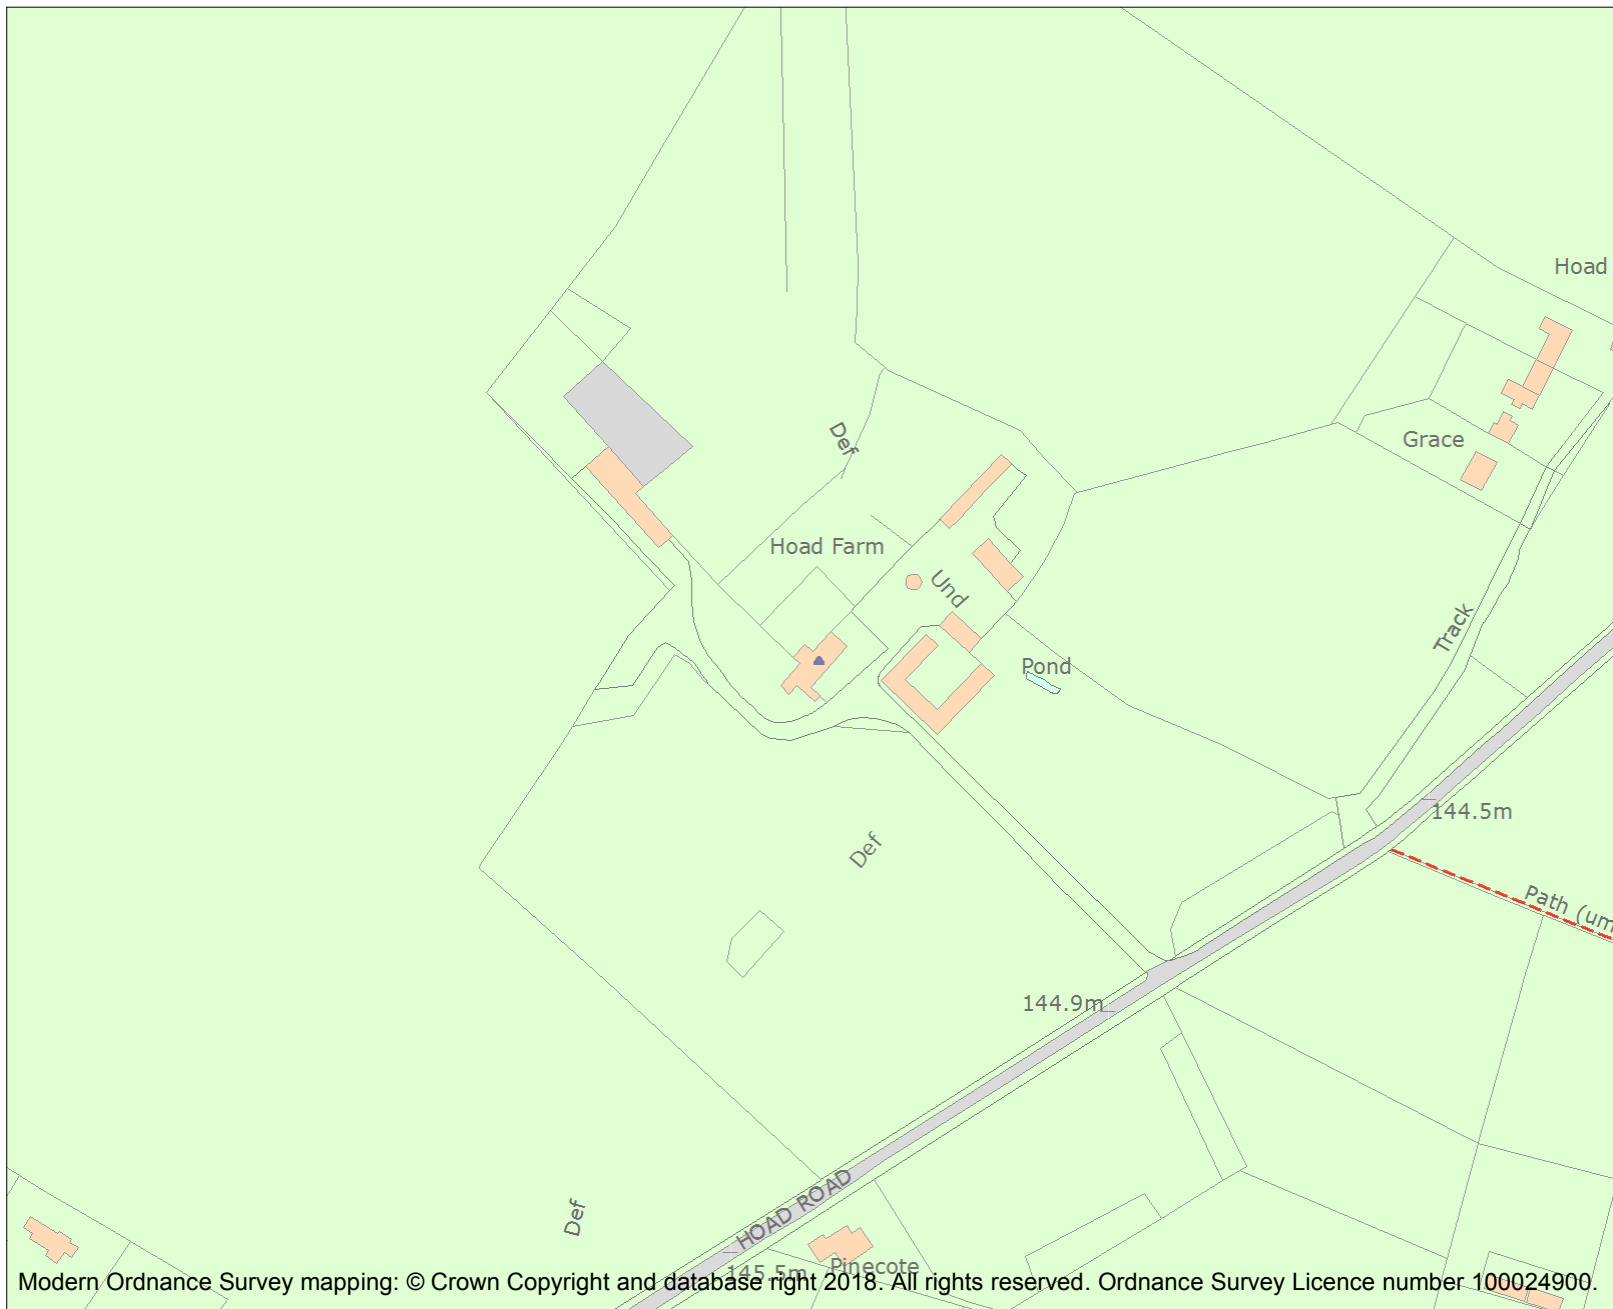 Hoad
Def
Grace
Hoad Farm
Und
Track
Pond
144.5m
Def
Path (um
144.9m
HOAD ROAD
Def
Pinecote
145.5m
Modern Ordnance Survey mapping: © Crown Copyright and database right 2018. All rights reserved. Ordnance Survey Licence number 100024900.